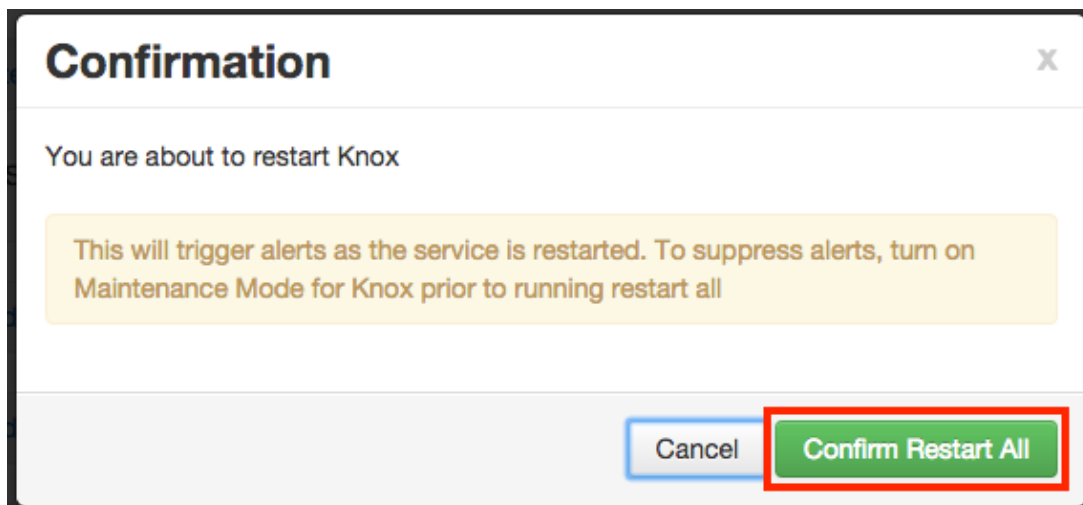 Confirmation
x
You are about to restart Knox
This will trigger alerts as the service is restarted. To suppress alerts, turn on
Maintenance Mode for Knox prior to running restart all
Cancel
Confirm Restart All